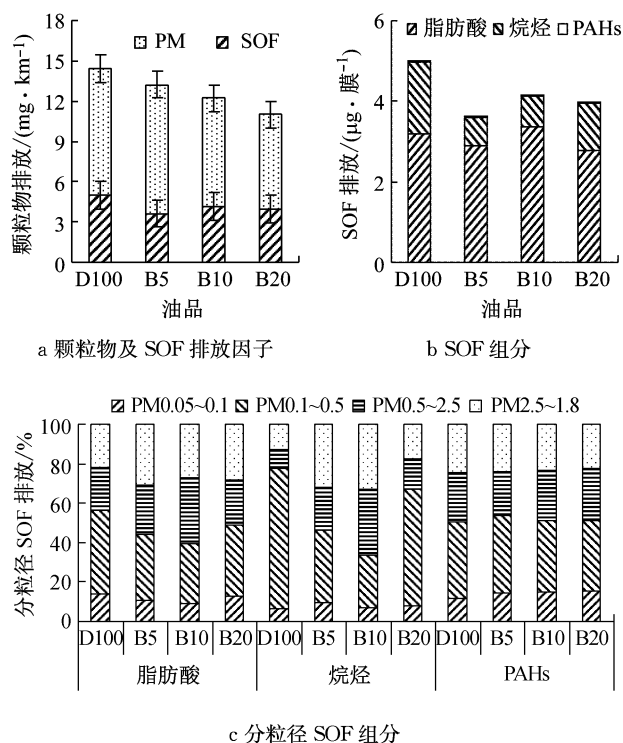 颗粒物排放/(mg·km⁻¹)
18
15
12
9
6
3
0
PM SOF
D100 B5 B10 B20
油品
a 颗粒物及 SOF 排放因子
SOF 排放/(μg·膜⁻¹)
脂肪酸 烷烃 PAHs
6
4
2
0
D100 B5 B10 B20
油品
b SOF 组分
PM0.05~0.1 PM0.1~0.5 PM0.5~2.5 PM2.5~1.8
分粒径 SOF 排放/%
100
80
60
40
20
0
D100 B5 B10 B20 D100 B5 B10 B20 D100 B5 B10 B20
脂肪酸 烷烃 PAHs
c 分粒径 SOF 组分